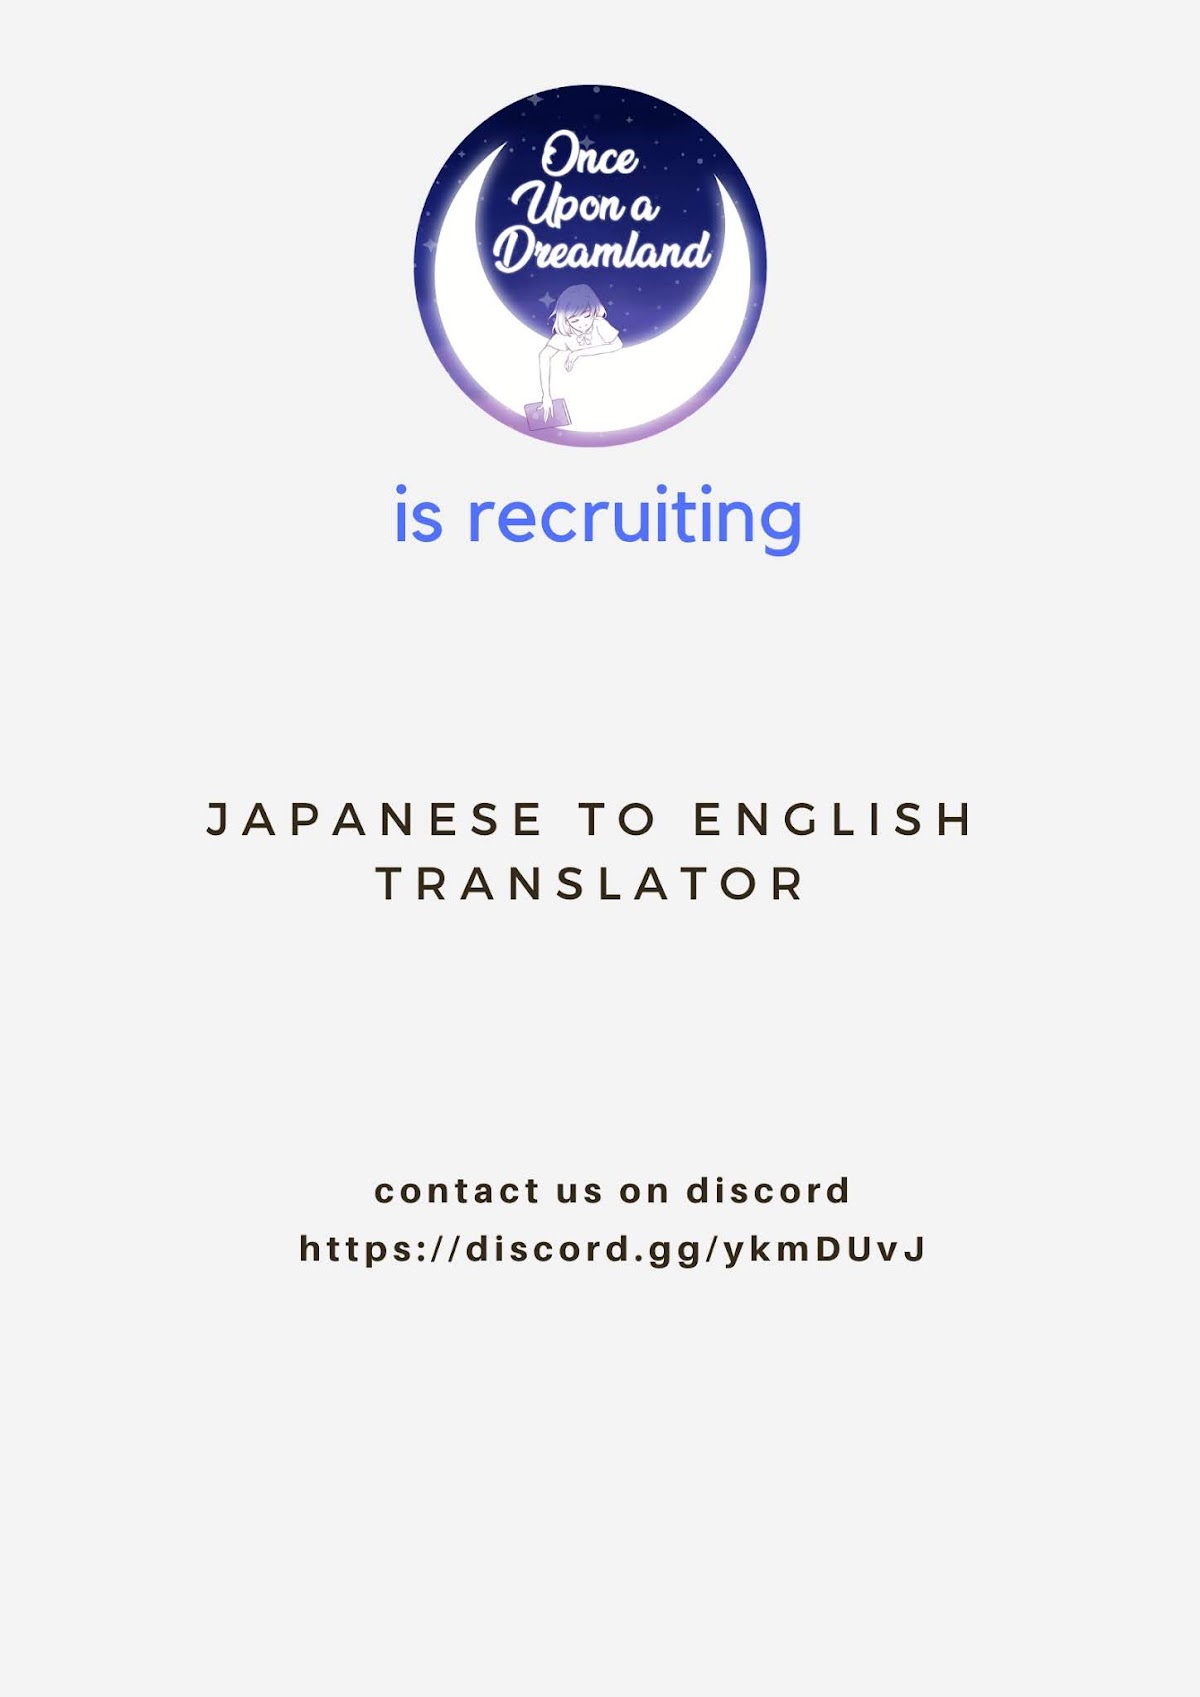 Once
Upon a
Dreamland
is recruiting
JAPANESE TO ENGLISH
TRANSLATOR
contact us on discord
https://discord.gg/ykmDUvJ